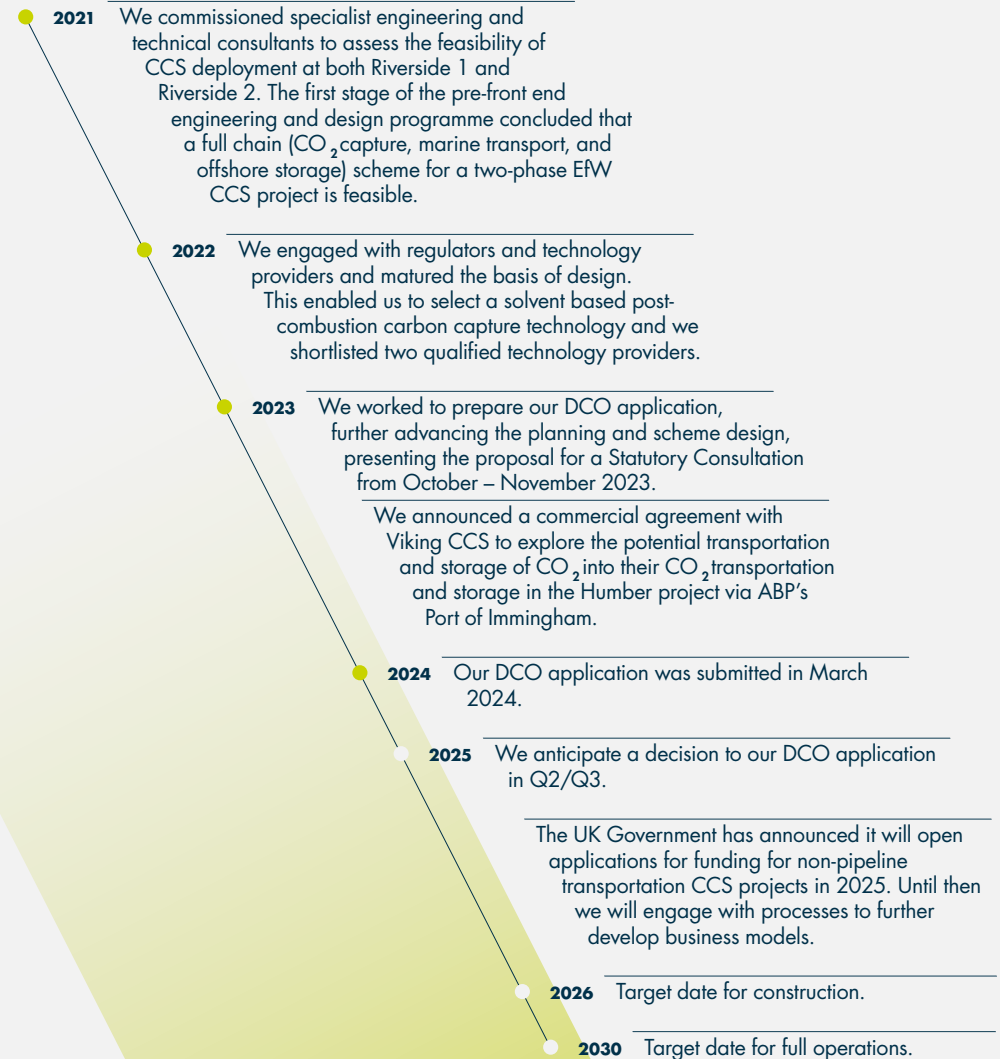 2021 We commissioned specialist engineering and
technical consultants to assess the feasibility of
CCS deployment at both Riverside 1 and
Riverside 2. The first stage of the pre-front end
engineering and design programme concluded that
a full chain (CO₂ capture, marine transport, and
offshore storage) scheme for a two-phase EfW
CCS project is feasible.
2022 We engaged with regulators and technology
providers and matured the basis of design.
This enabled us to select a solvent based post-
combustion carbon capture technology and we
shortlisted two qualified technology providers.
2023 We worked to prepare our DCO application,
further advancing the planning and scheme design,
presenting the proposal for a Statutory Consultation
from October – November 2023.
We announced a commercial agreement with
Viking CCS to explore the potential transportation
and storage of CO₂ into their CO₂ transportation
and storage in the Humber project via ABP’s
Port of Immingham.
2024 Our DCO application was submitted in March
2024.
2025 We anticipate a decision to our DCO application
in Q2/Q3.
The UK Government has announced it will open
applications for funding for non-pipeline
transportation CCS projects in 2025. Until then
we will engage with processes to further
develop business models.
2026 Target date for construction.
2030 Target date for full operations.